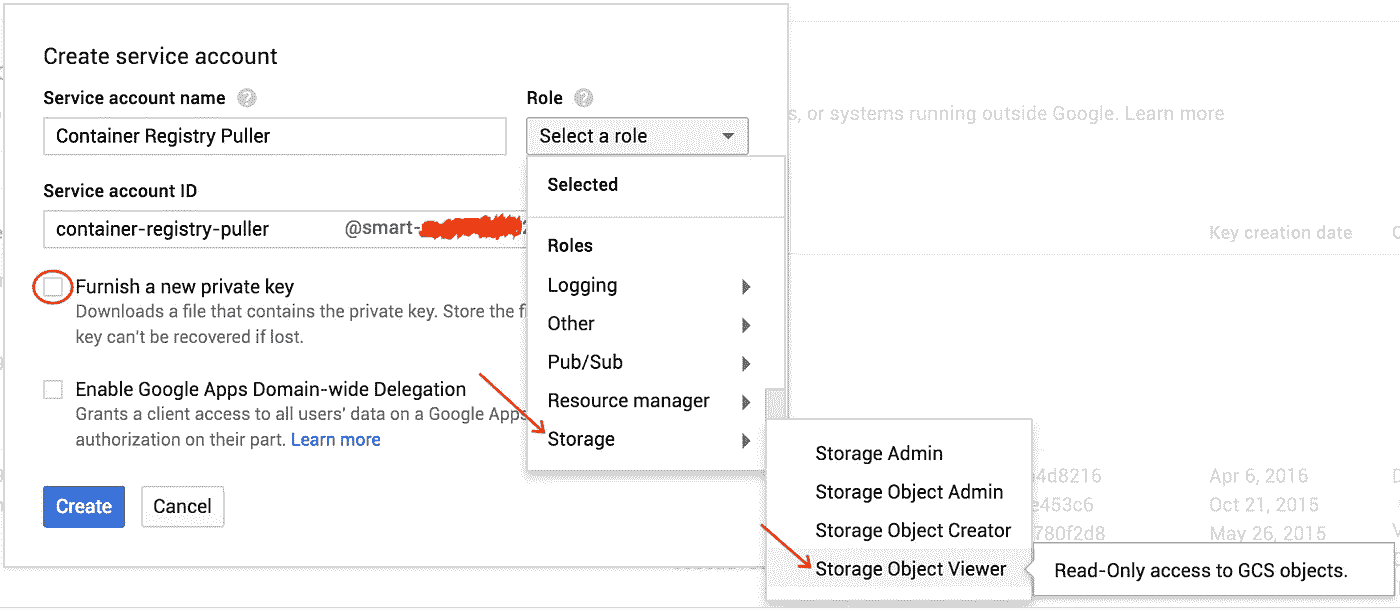 Create service account
Service account name ?
Role ?
Container Registry Puller
Select a role
s, or systems running outside Google. Learn more
Selected
Service account ID
container-registry-puller @smart-
Roles
Key creation date
Furnish a new private key
Logging
Downloads a file that contains the private key. Store the fi
Other
key can't be recovered if lost.
Pub/Sub
Enable Google Apps Domain-wide Delegation
Resource manager
Grants a client access to all users' data on a Google Apps
authorization on their part. Learn more
Storage
Storage Admin
4d8216 Apr 6, 2016
Storage Object Admin
Create Cancel
e453c6 Oct 21, 2015
Storage Object Creator
780f2d8 May 26, 2015
Storage Object Viewer
Read-Only access to GCS objects.